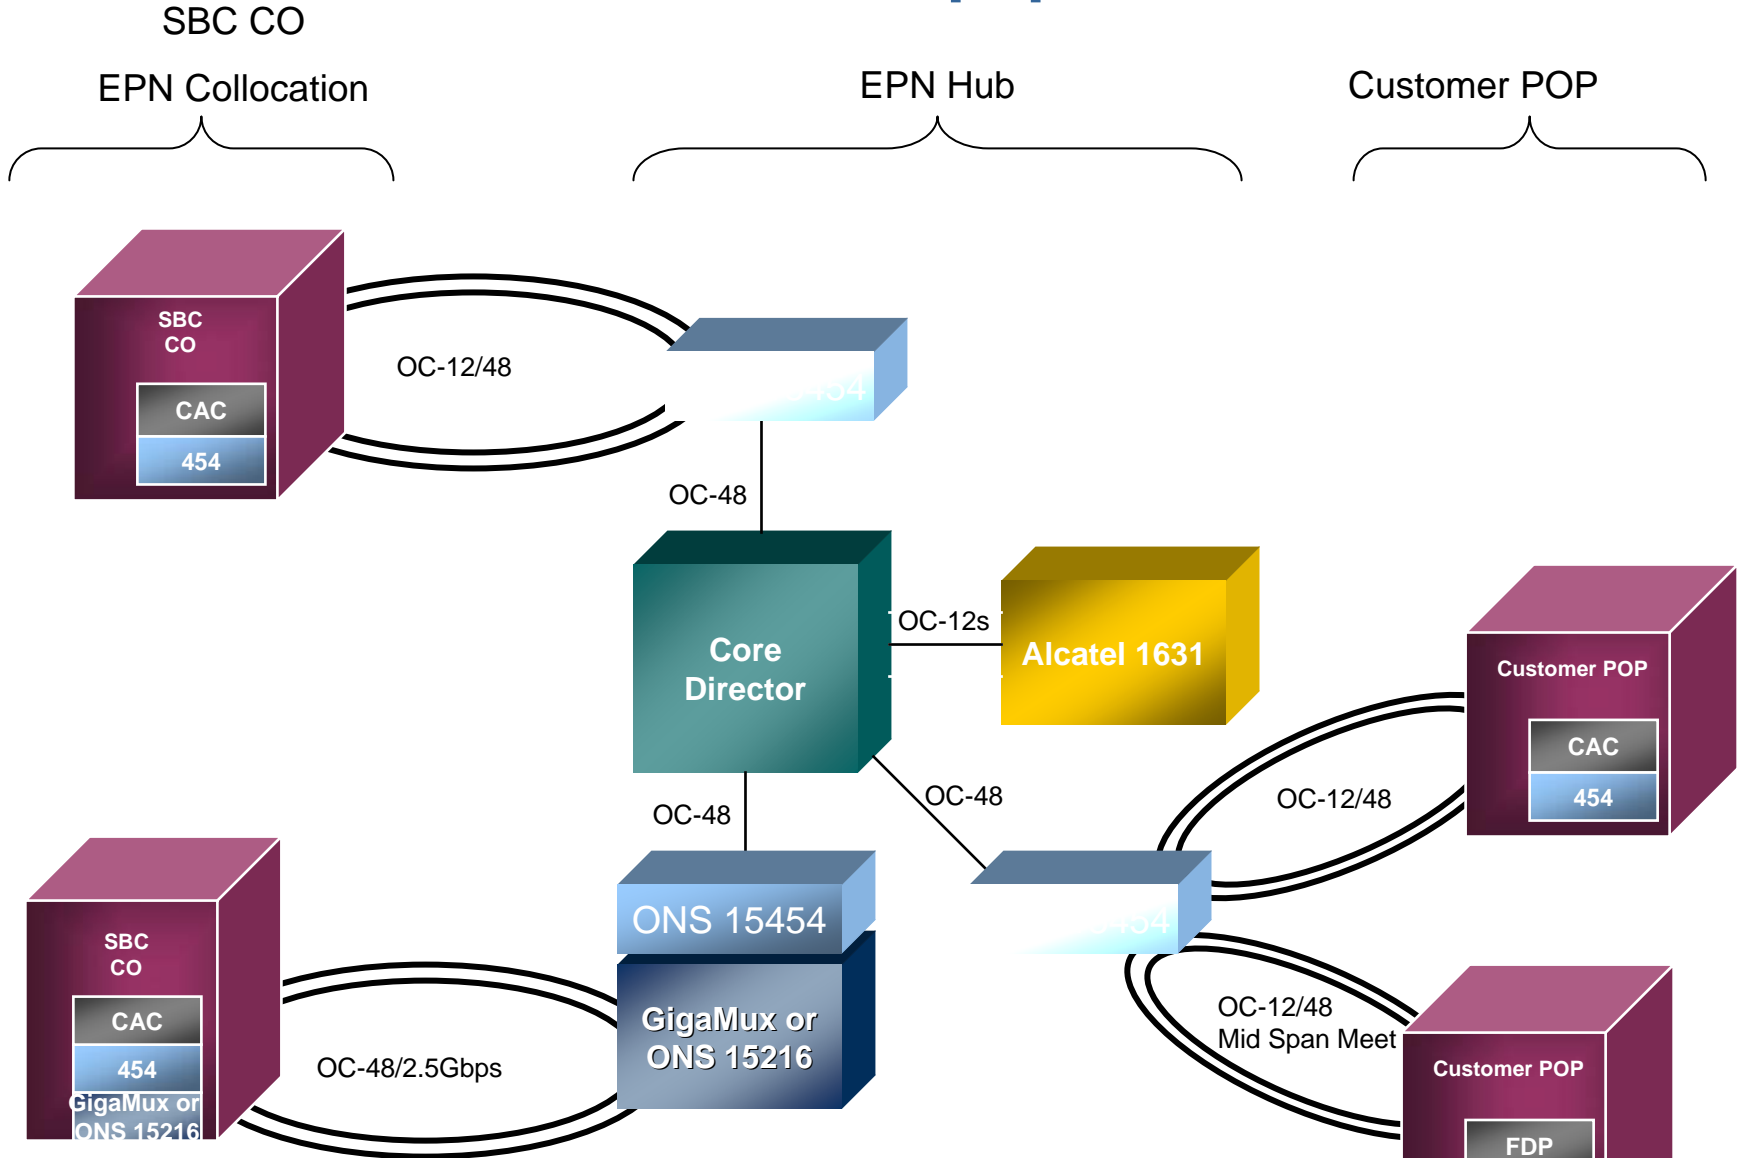 SBC CO
EPN Collocation
EPN Hub
Customer POP
SBC
CO
CAC
454
OC-12/48
OC-48
Core
Director
OC-12s
Alcatel 1631
Customer POP
CAC
454
OC-12/48
OC-48
OC-48
ONS 15454
GigaMux or
ONS 15216
SBC
CO
CAC
454
GigaMux or
ONS 15216
OC-48/2.5Gbps
OC-12/48
Mid Span Meet
Customer POP
FDP